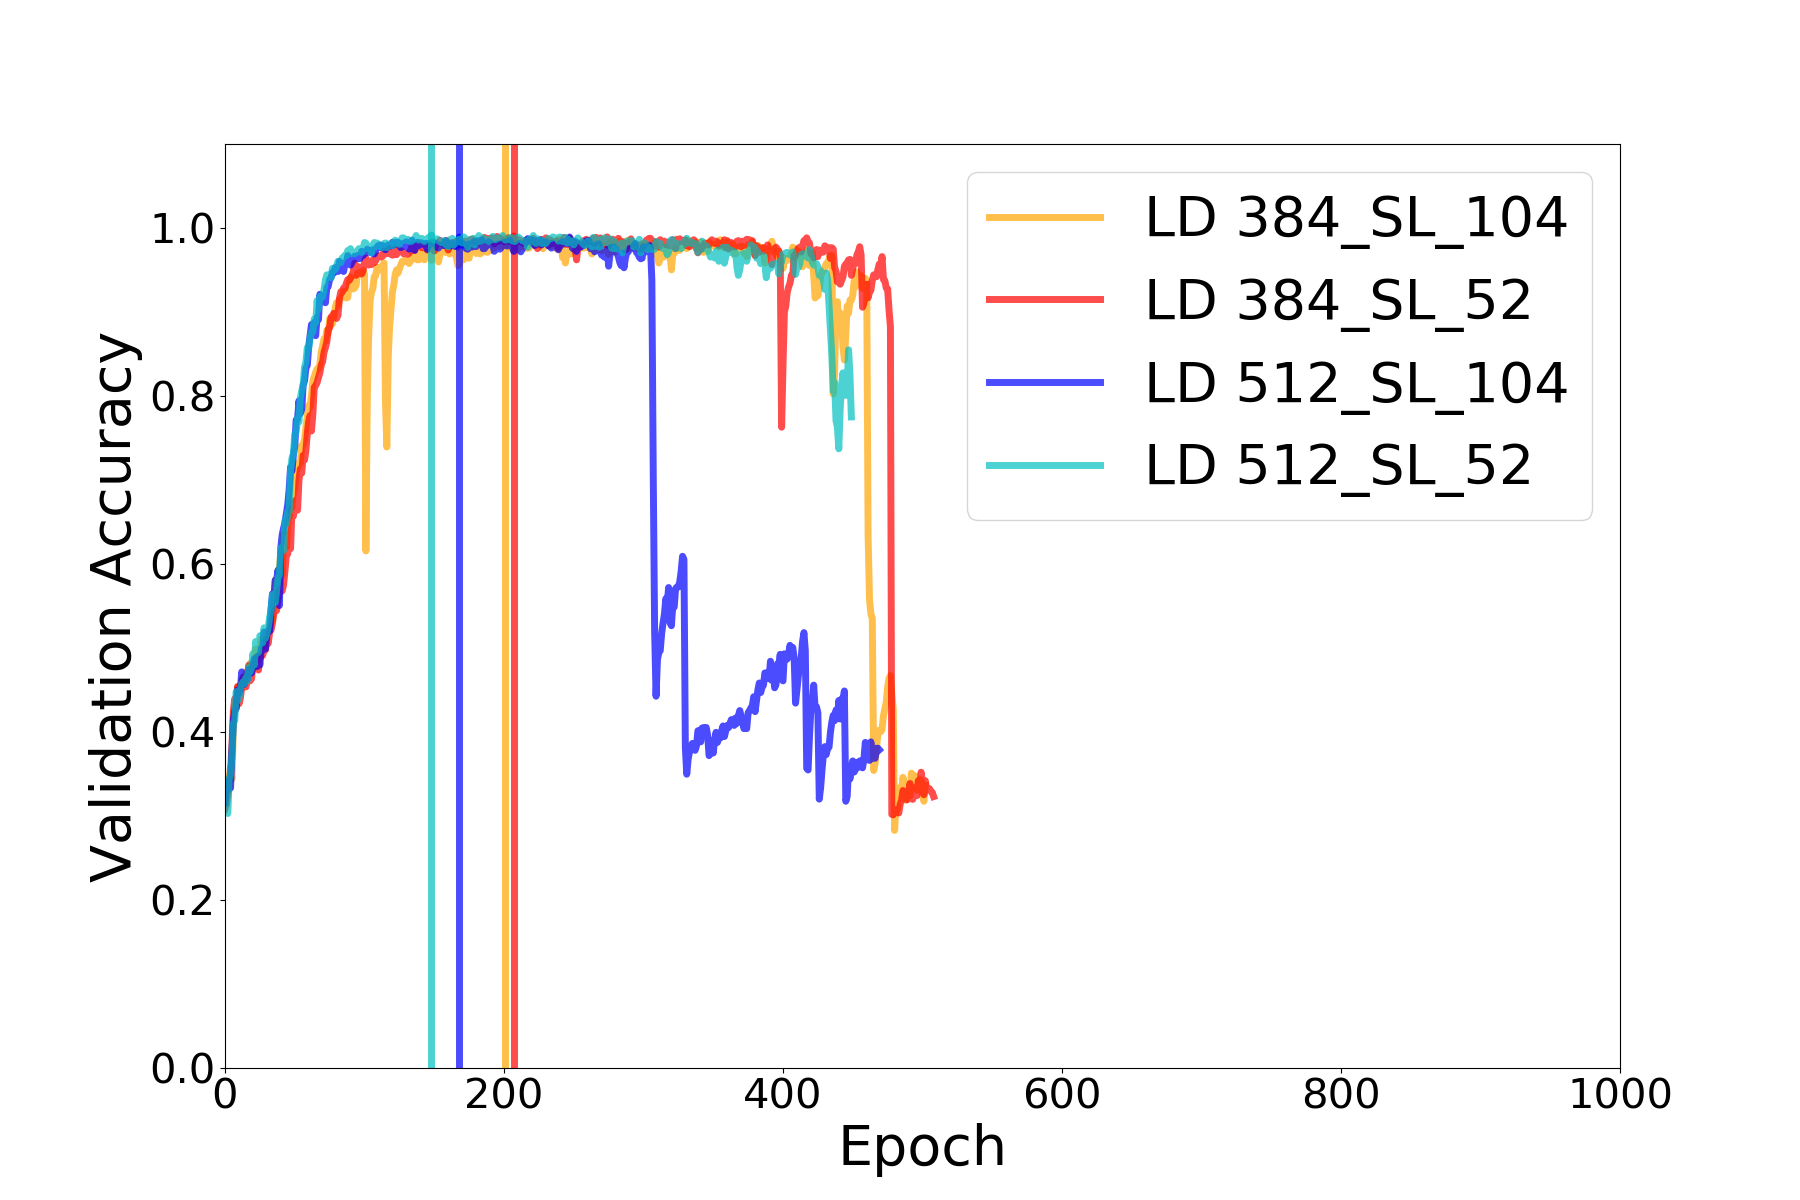 LD 384_SL_104
LD 384_SL_52
LD 512_SL_104
LD 512_SL_52
Validation Accuracy
1.0
0.8
0.6
0.4
0.2
0.0
0 200 400 600 800 1000
Epoch